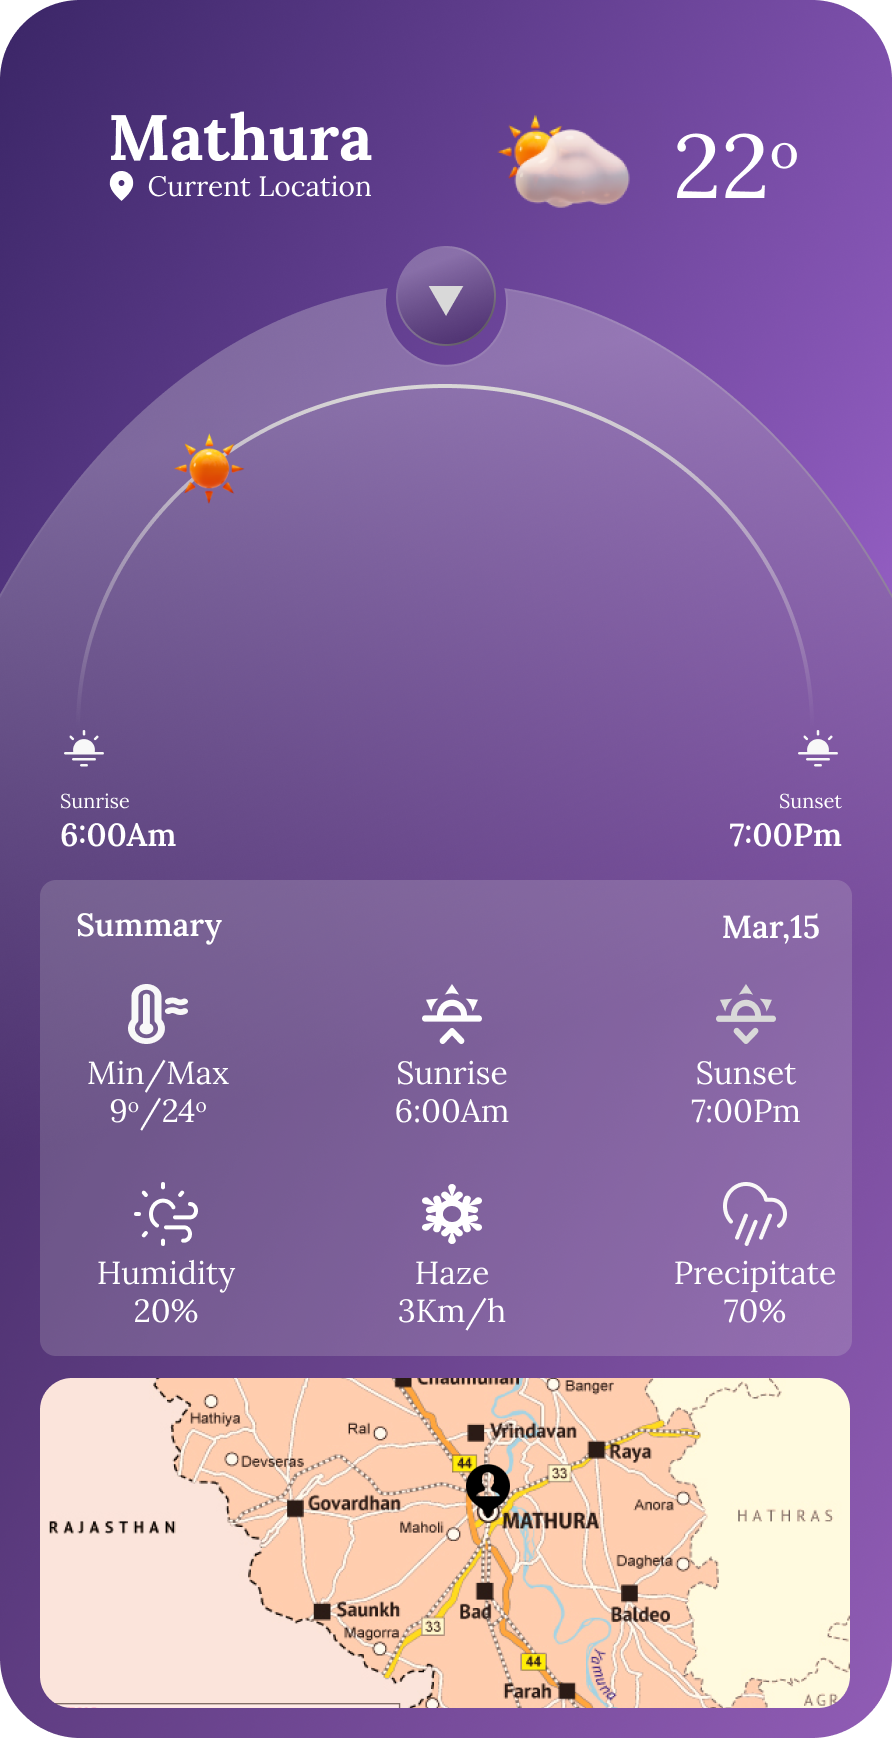 Mathura
Current Location
22°
Sunrise
6:00Am
Sunset
7:00Pm
Summary
Mar,15
Min/Max
9°/24°
Sunrise
6:00Am
Sunset
7:00Pm
Humidity
20%
Haze
3Km/h
Precipitate
70%
Chaumuhan
Banger
Hathiya
Ral
Vrindavan
Raya
Devseras
44
33
Govardhan
Anora
RAJASTHAN
Maholi
MATHURA
HATHRAS
Dagheta
Saunkh
Bad
Baldeo
Magorra
33
44
Yamuna
Farah
AGR